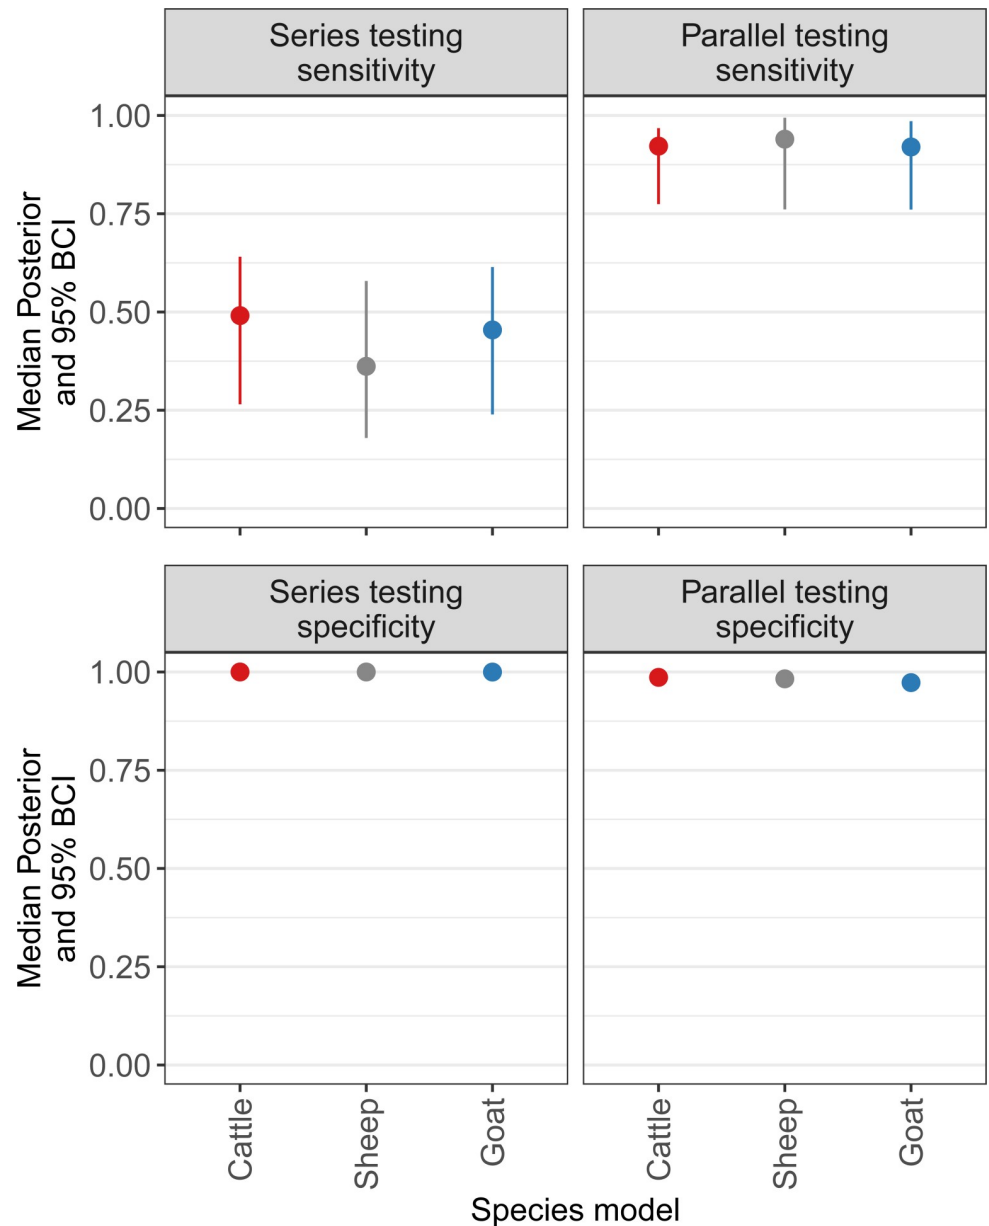 Series testing
sensitivity
Parallel testing
sensitivity
Median Posterior
and 95% BCI
1.00
0.75
0.50
0.25
0.00
Series testing
specificity
Parallel testing
specificity
Median Posterior
and 95% BCI
1.00
0.75
0.50
0.25
0.00
Cattle
Sheep
Goat
Cattle
Sheep
Goat
Species model